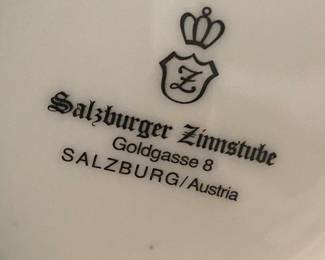 Z
Salzburger Zinnstube
Goldgasse 8
SALZBURG/Austria